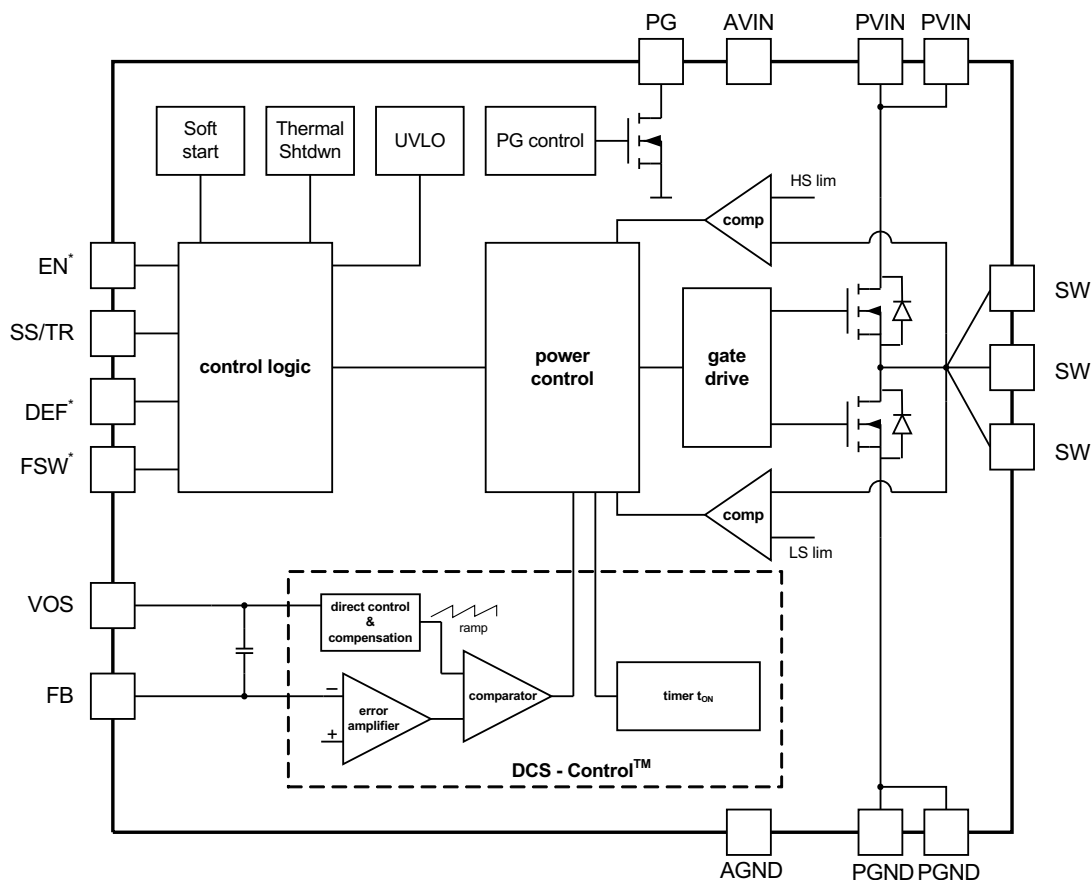 PG
AVIN
PVIN
PVIN
Soft
start
Thermal
Shtdwn
UVLO
PG control
HS lim
comp
EN*
SS/TR
DEF*
FSW*
control logic
power
control
gate
drive
SW
SW
SW
comp
LS lim
VOS
FB
direct control
&
compensation
ramp
–
+
error
amplifier
comparator
timer tON
DCS - Control™
AGND
PGND
PGND